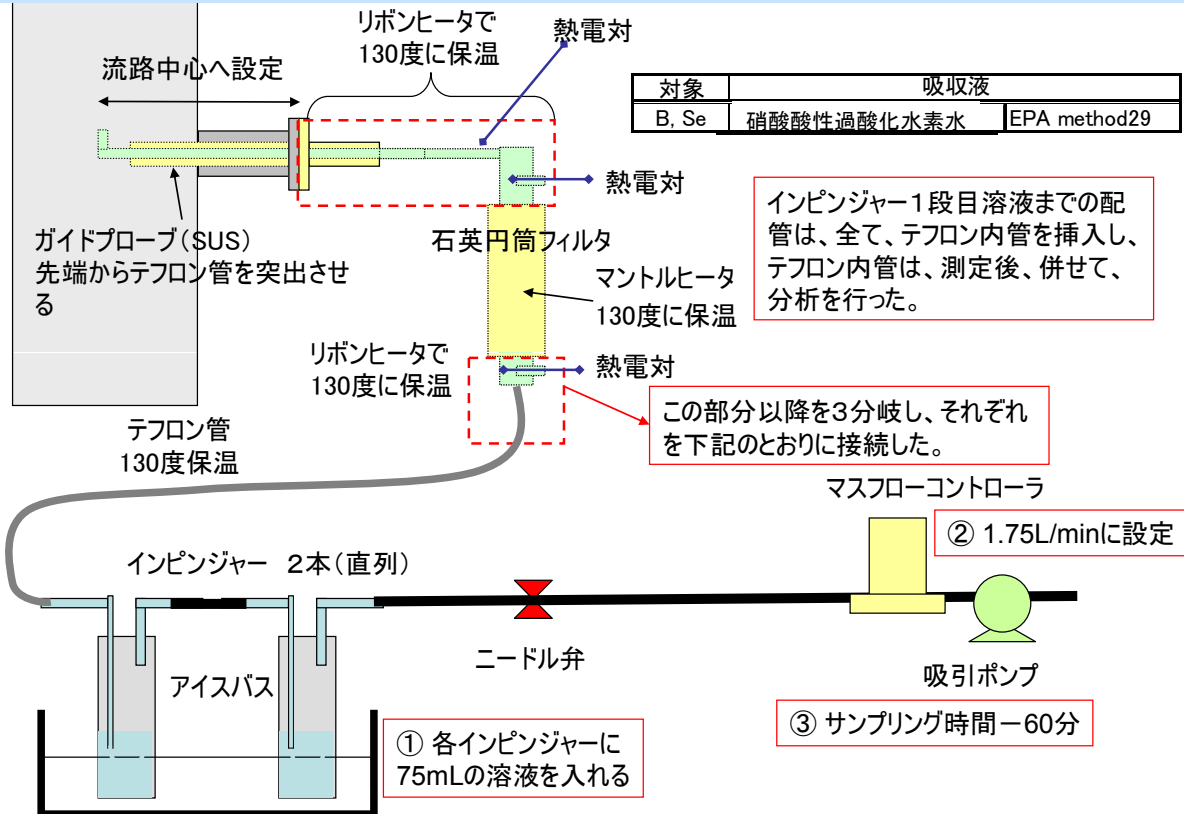 リボンヒータで
130度に保温
熱電対
流路中心へ設定
対象 吸収液
B, Se 硝酸酸性過酸化水素水 EPA method29
熱電対
ガイドプローブ(SUS)
先端からテフロン管を突出させ
る
石英円筒フィルタ
マントルヒータ
130度に保温
インピンジャー1段目溶液までの配
管は、全て、テフロン内管を挿入し、
テフロン内管は、測定後、併せて、
分析を行った。
リボンヒータで
130度に保温
熱電対
この部分以降を3分岐し、それぞれ
を下記のとおりに接続した。
テフロン管
130度保温
マスフローコントローラ
② 1.75L/minに設定
インピンジャー 2本(直列)
ニードル弁
吸引ポンプ
アイスバス
① 各インピンジャーに
75mLの溶液を入れる
③ サンプリング時間-60分